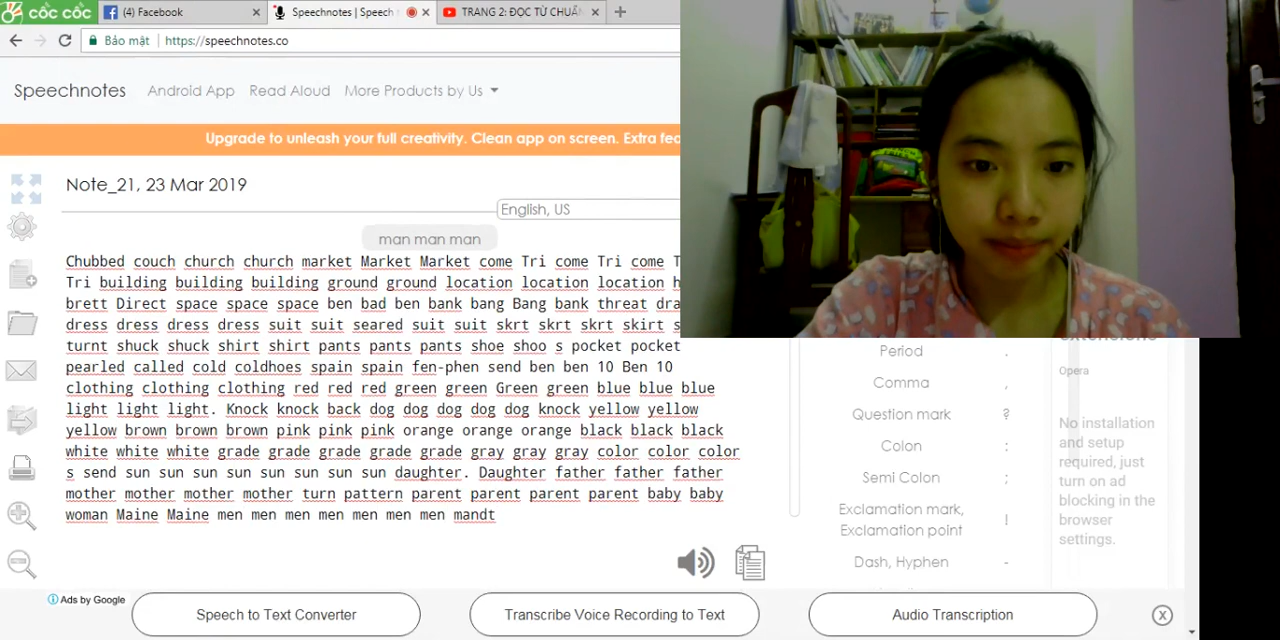 cốc cốc
(4) Facebook
Speechnotes | Speech
TRANG 2: ĐỌC TỪ CHUẨ
Bảo mật
https://speechnotes.co
Speechnotes
Android App
Read Aloud
More Products by Us
Upgrade to unleash your full creativity. Clean app on screen. Extra fea
Note_21, 23 Mar 2019
English, US
man man man
Chubbed couch church church market Market Market come Tri come Tri come T
Tri building building building ground ground location location location h
brett Direct space space space ben bad ben bank bang Bang bank threat dra
dress dress dress dress suit suit seared suit suit skrt skrt skrt skirt s
turnt shuck shuck shirt shirt pants pants pants shoe shoo s pocket pocket
pearled called cold coldhoes spain spain fen-phen send ben ben 10 Ben 10
clothing clothing clothing red red red green green Green green blue blue blue
light light light. Knock knock back dog dog dog dog dog knock yellow yellow
yellow brown brown brown pink pink pink orange orange orange black black black
white white white grade grade grade grade grade gray gray gray color color color
s send sun sun sun sun sun sun sun sun daughter. Daughter father father father
mother mother mother mother turn pattern parent parent parent parent baby baby
woman Maine Maine men men men men men men men mandt
Period .
Comma ,
Question mark ?
Colon :
Semi Colon ;
Exclamation mark, !
Exclamation point
Dash, Hyphen -
extensions
Opera
No installation
and setup
required, just
turn on ad
blocking in the
browser
settings.
Ads by Google
Speech to Text Converter
Transcribe Voice Recording to Text
Audio Transcription
X